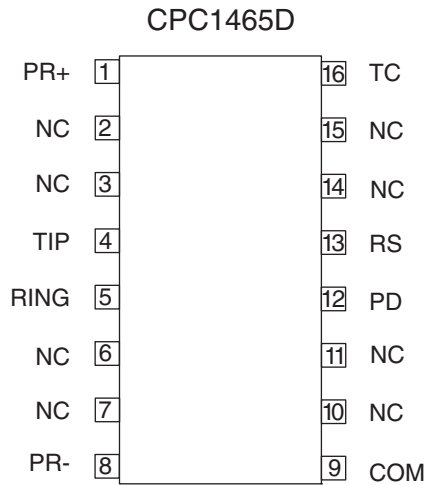 CPC1465D
PR+ 1 16 TC
NC 2 15 NC
NC 3 14 NC
TIP 4 13 RS
RING 5 12 PD
NC 6 11 NC
NC 7 10 NC
PR- 8 9 COM